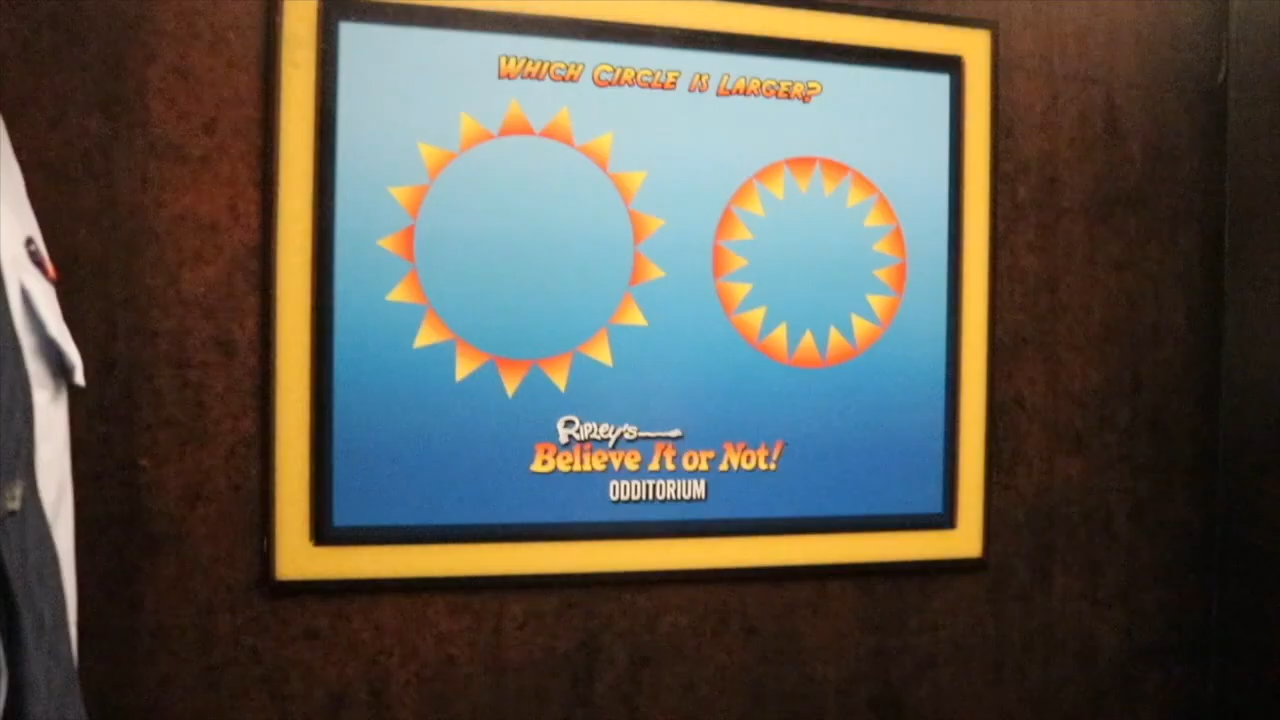 WHICH CIRCLE IS LARGER?
RIPLEY'S
Believe It or Not!
ODDITORIUM